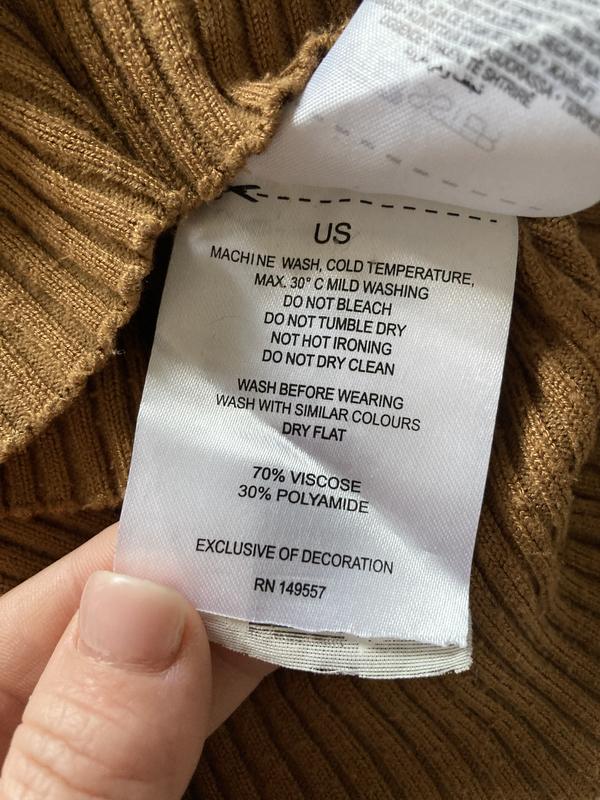 US
MACHINE WASH, COLD TEMPERATURE,
MAX. 30° C MILD WASHING
DO NOT BLEACH
DO NOT TUMBLE DRY
NOT HOT IRONING
DO NOT DRY CLEAN
WASH BEFORE WEARING
WASH WITH SIMILAR COLOURS
DRY FLAT
70% VISCOSE
30% POLYAMIDE
EXCLUSIVE OF DECORATION
RN 149557